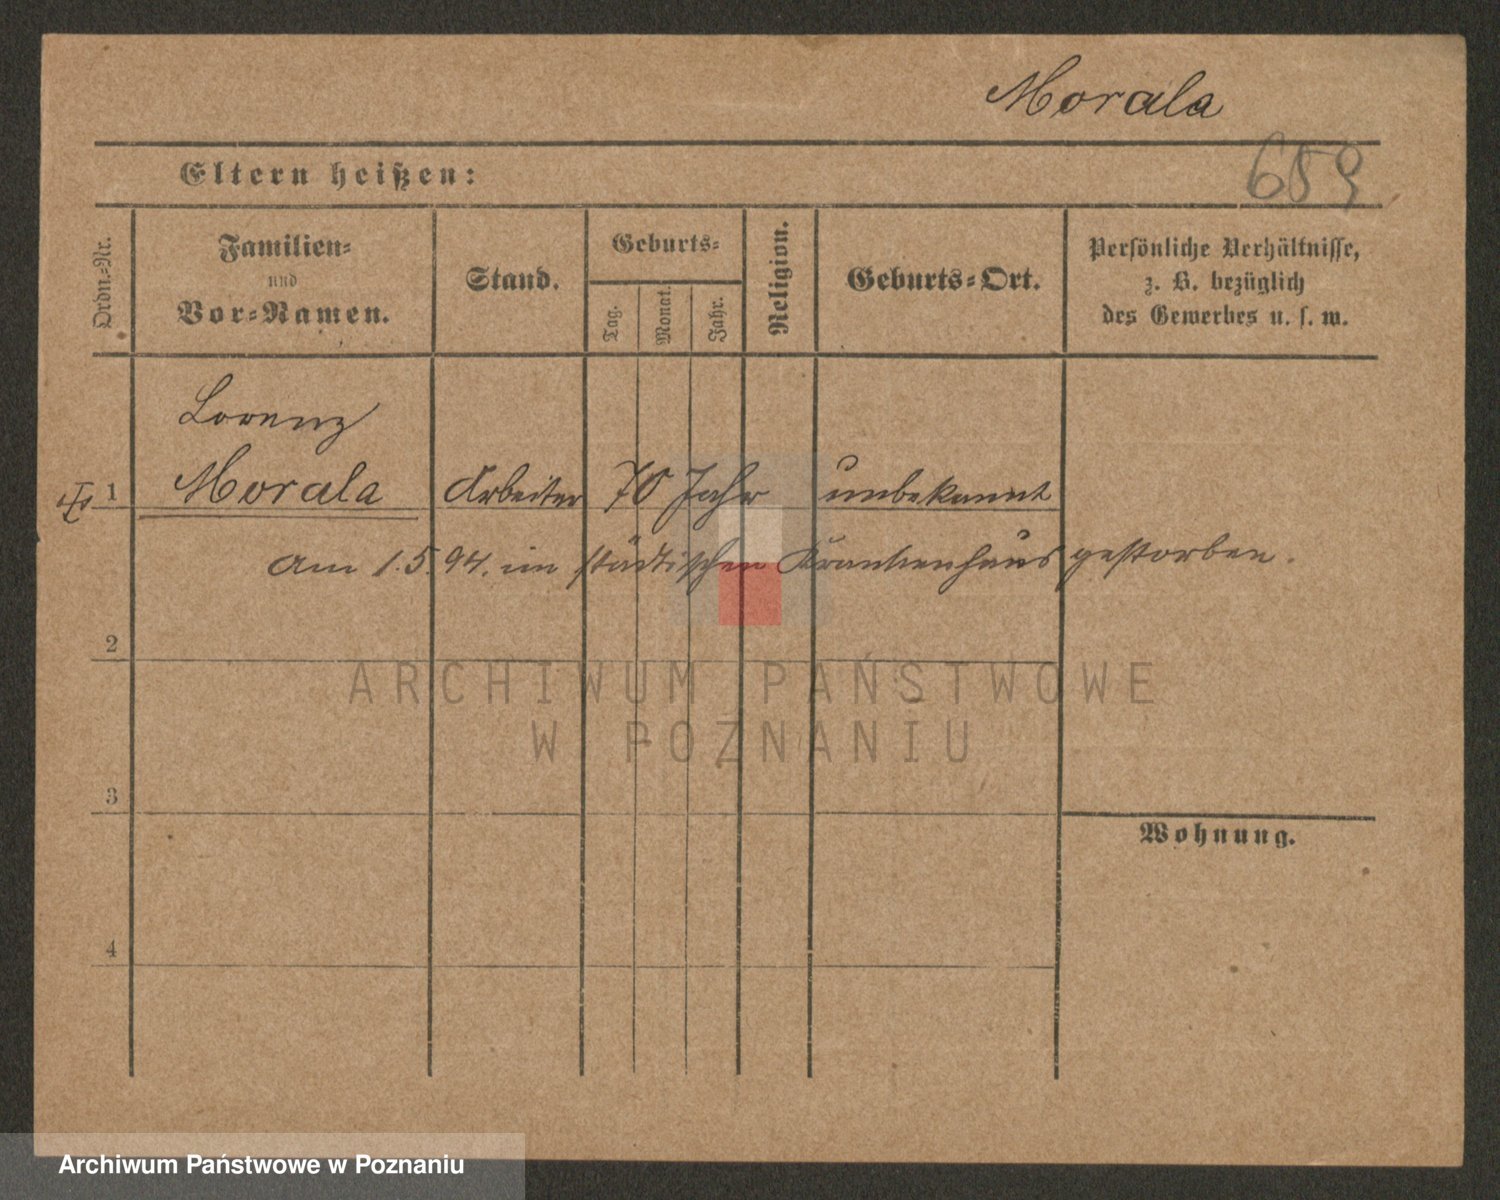 Morala
659
Eltern heißen:
Ordn.-Nr.
Familien-
und
Vor-Namen.
Stand.
Geburts-
Tag.
Monat.
Jahr.
Religion.
Geburts-Ort.
Persönliche Verhältnisse,
z. B. bezüglich
des Gewerbes u. s. w.
Lorenz
1 Morala Arbeiter 70 Jahr unbekannt
Am 1.5.94. im städtischen Krankenhaus gestorben.
2
ARCHIWUM PAŃSTWOWE
W POZNANIU
3
Wohnung.
4
Archiwum Państwowe w Poznaniu